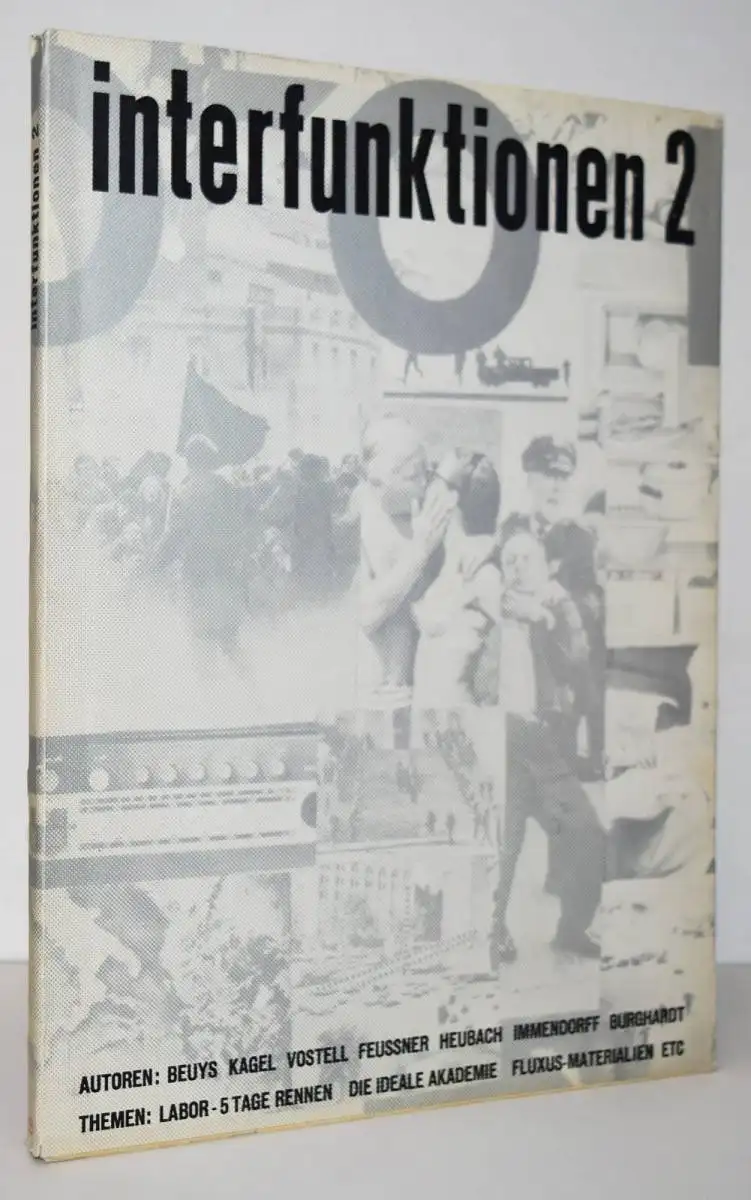 interfunktionen 2
interfunktionen 2
AUTOREN: BEUYS KAGEL VOSTELL FEUSSNER HEUBACH IMMENDORFF BURGHARDT
THEMEN: LABOR - 5 TAGE RENNEN DIE IDEALE AKADEMIE FLUXUS-MATERIALIEN ETC